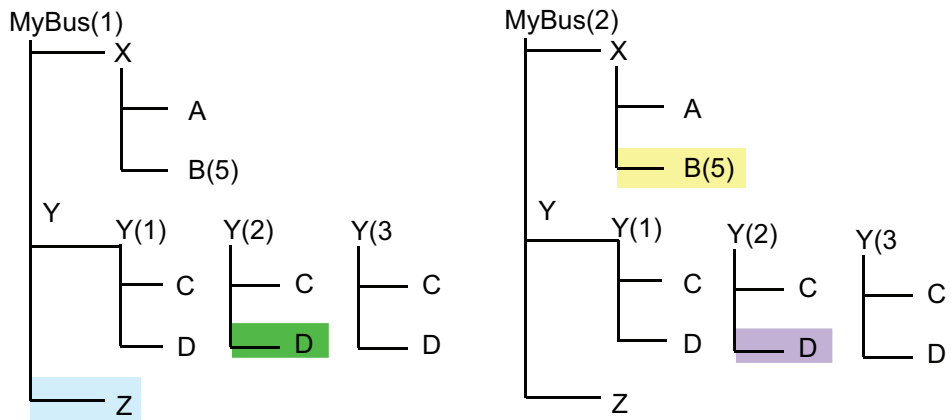 MyBus(1)
X
A
B(5)
Y
Y(1)
Y(2)
Y(3
C
C
C
D
D
D
Z
MyBus(2)
X
A
B(5)
Y
Y(1)
Y(2)
Y(3
C
C
C
D
D
D
Z